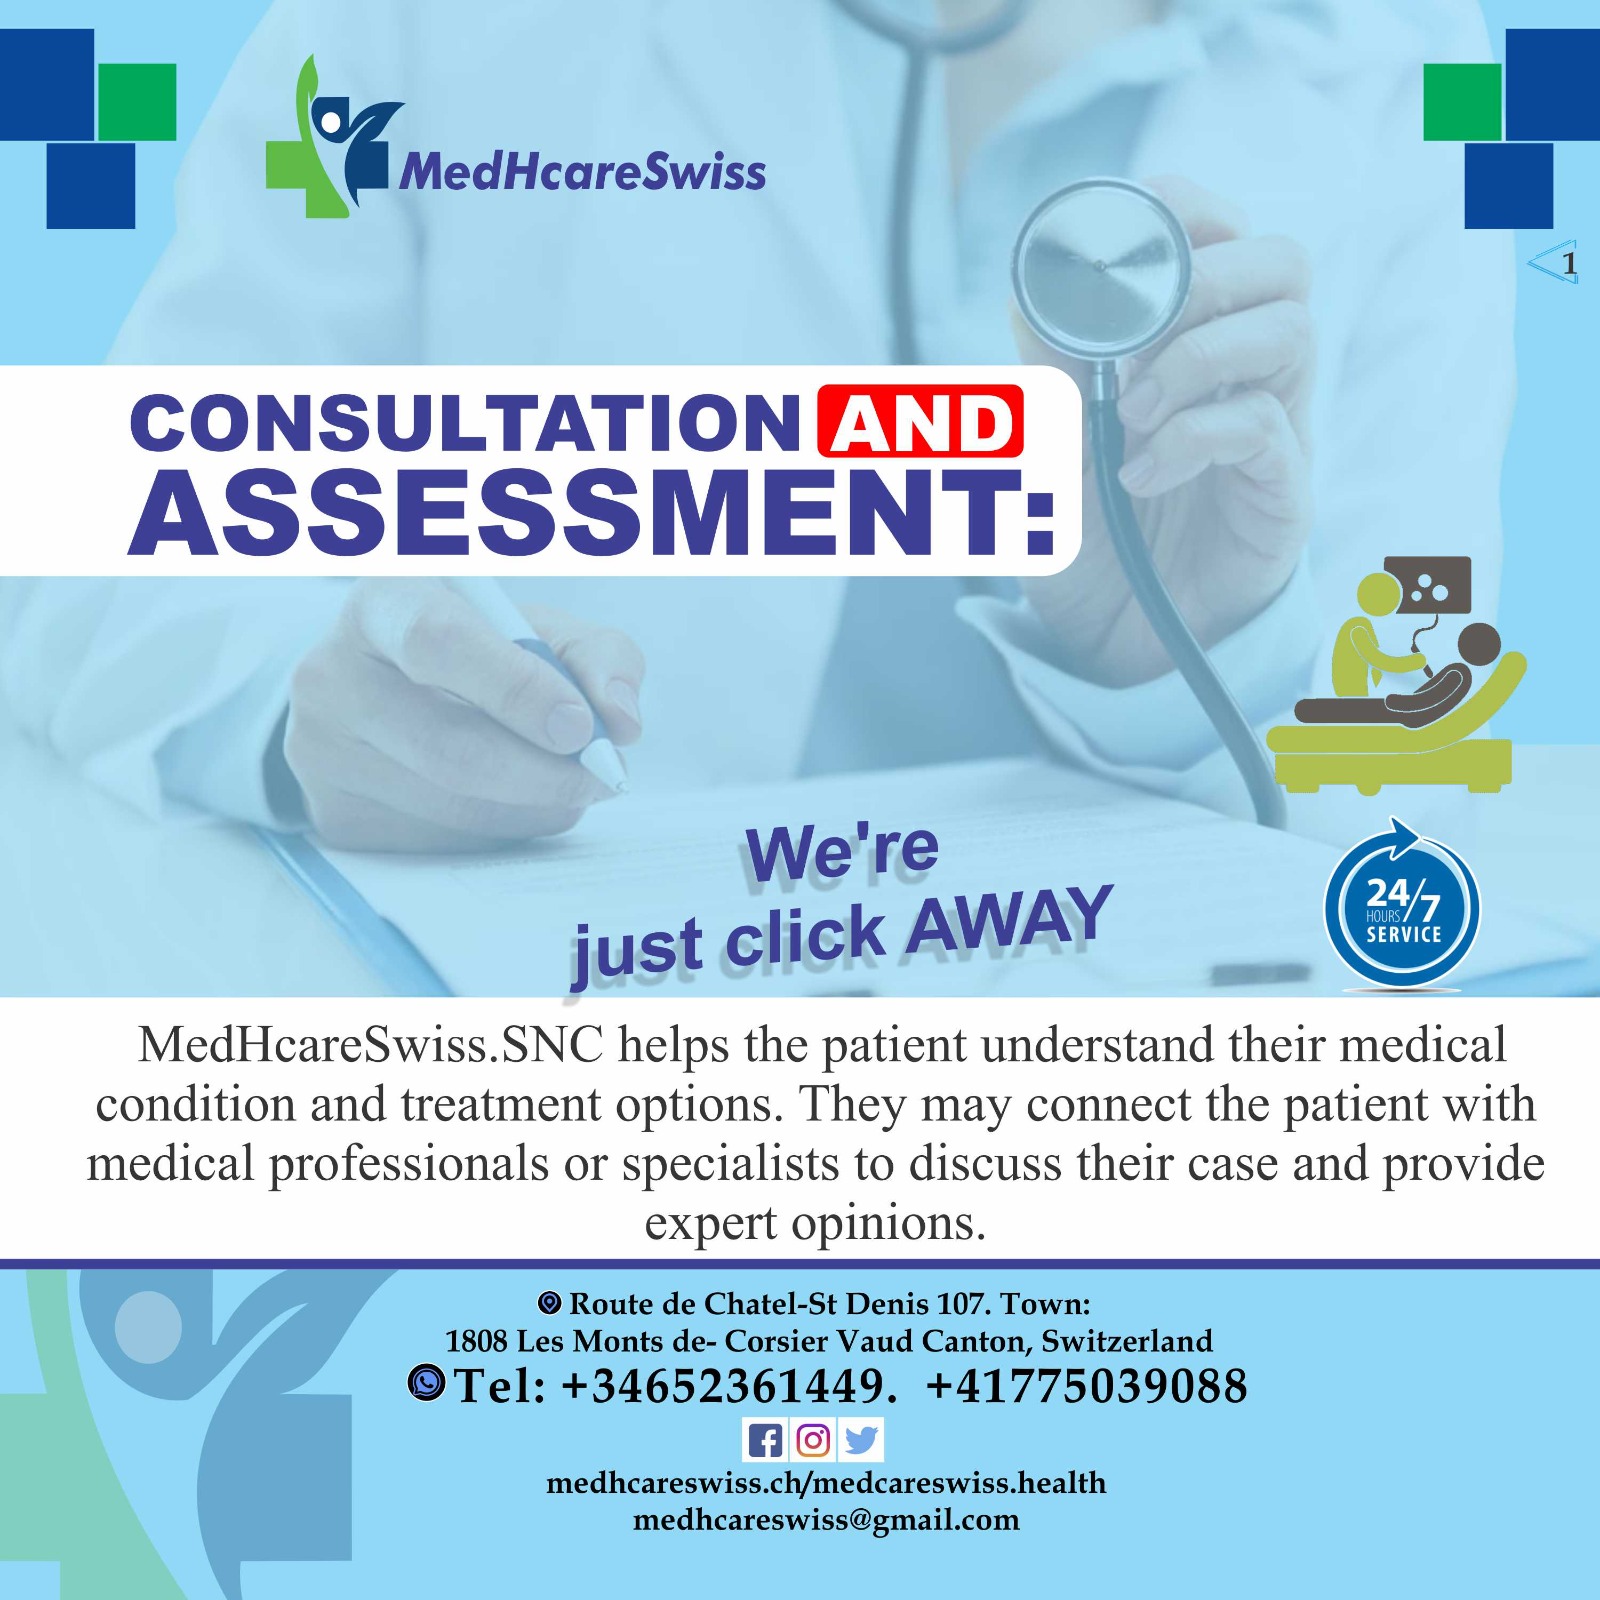 MedHcareSwiss
1
CONSULTATION AND
ASSESSMENT:
We're
just click AWAY
24/7
HOURS
SERVICE
MedHcareSwiss.SNC helps the patient understand their medical
condition and treatment options. They may connect the patient with
medical professionals or specialists to discuss their case and provide
expert opinions.
Route de Chatel-St Denis 107. Town:
1808 Les Monts de- Corsier Vaud Canton, Switzerland
Tel: +34652361449. +41775039088
medhcareswiss.ch/medcareswiss.health
medhcareswiss@gmail.com